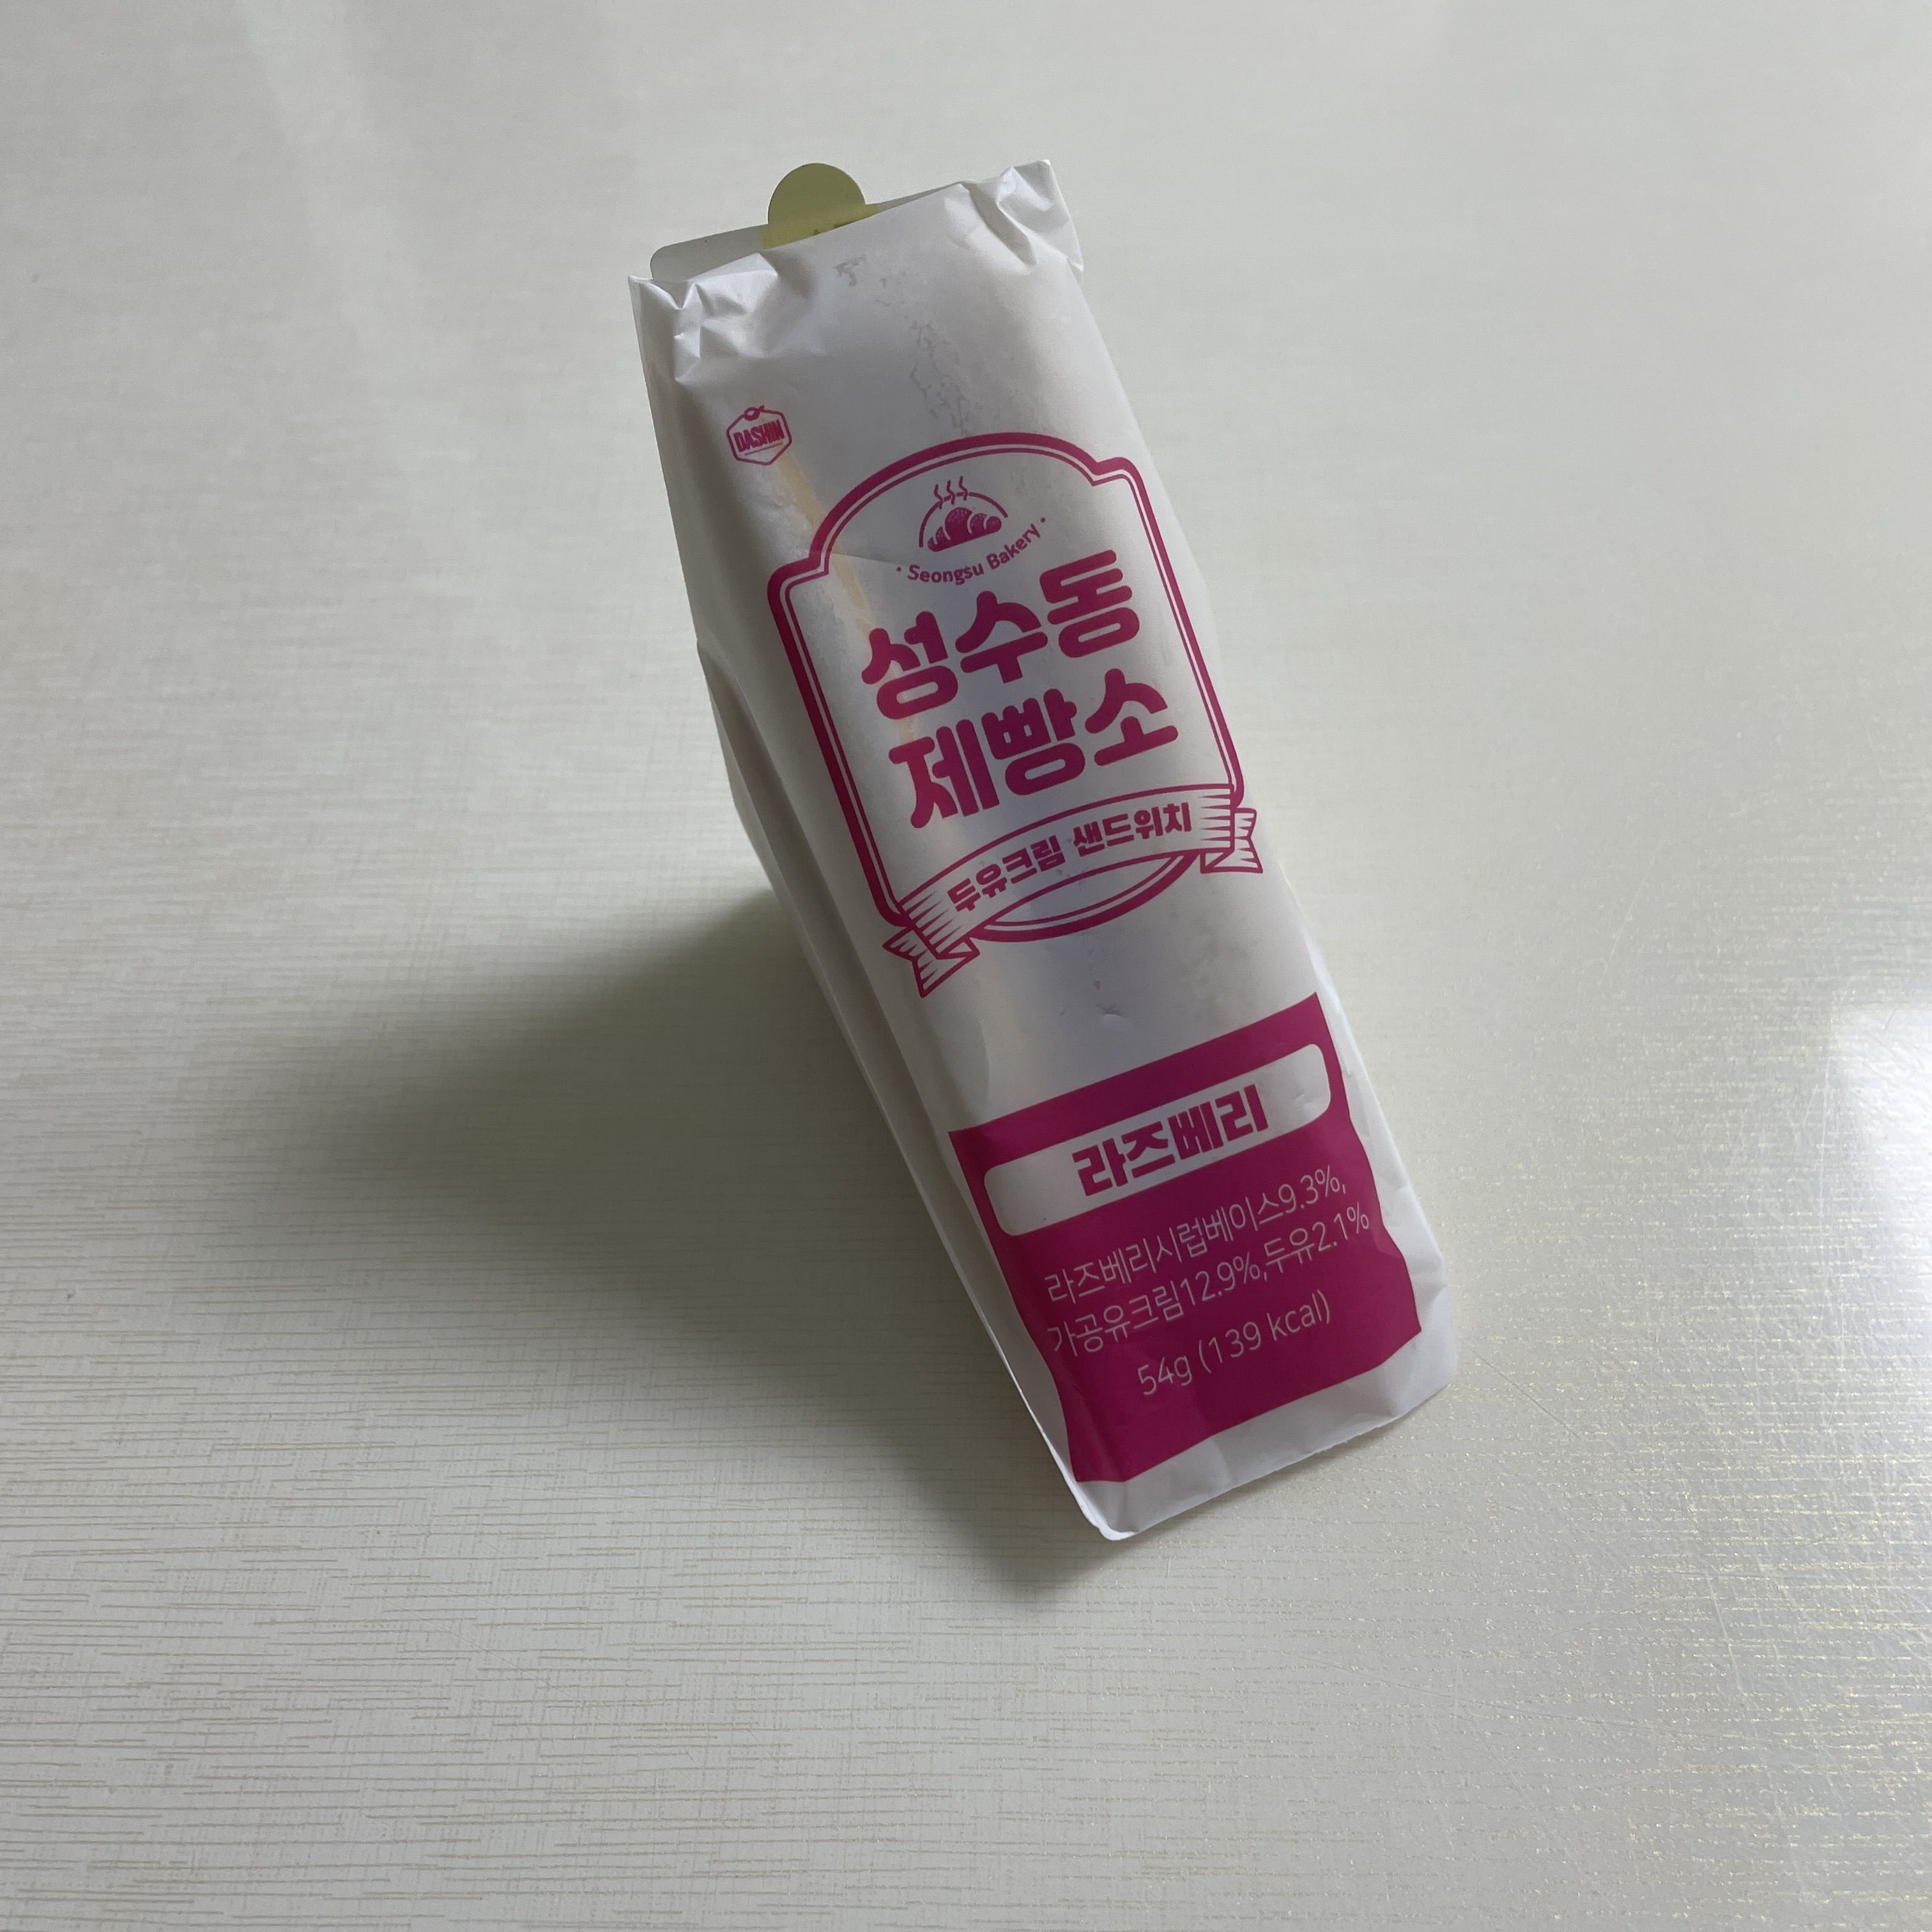 DASHIN
· Seongsu Bakery ·
성수동
제빵소
두유크림 샌드위치
라즈베리
라즈베리시럽베이스9.3%,
가공유크림12.9%,두유2.1%
54g (139 kcal)